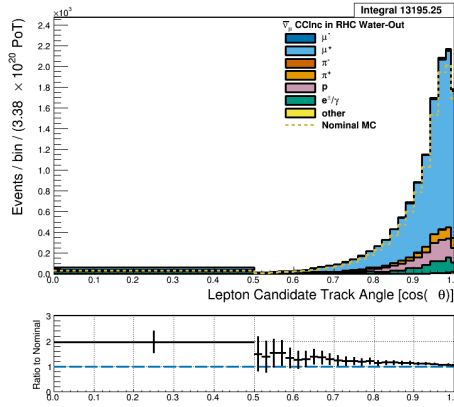 Integral 13195.25
×10³
ν̅μ CCInc in RHC Water-Out
μ⁻
μ⁺
π⁻
π⁺
p
e±/γ
other
Nominal MC
Events / bin / (3.38 × 10²⁰ PoT)
2.4
2.2
2.0
1.8
1.6
1.4
1.2
1.0
0.8
0.6
0.4
0.2
0.0
0.0 0.1 0.2 0.3 0.4 0.5 0.6 0.7 0.8 0.9 1.
Lepton Candidate Track Angle [cos( θ)]
Ratio to Nominal
3
2
1
0
0.0 0.1 0.2 0.3 0.4 0.5 0.6 0.7 0.8 0.9 1.